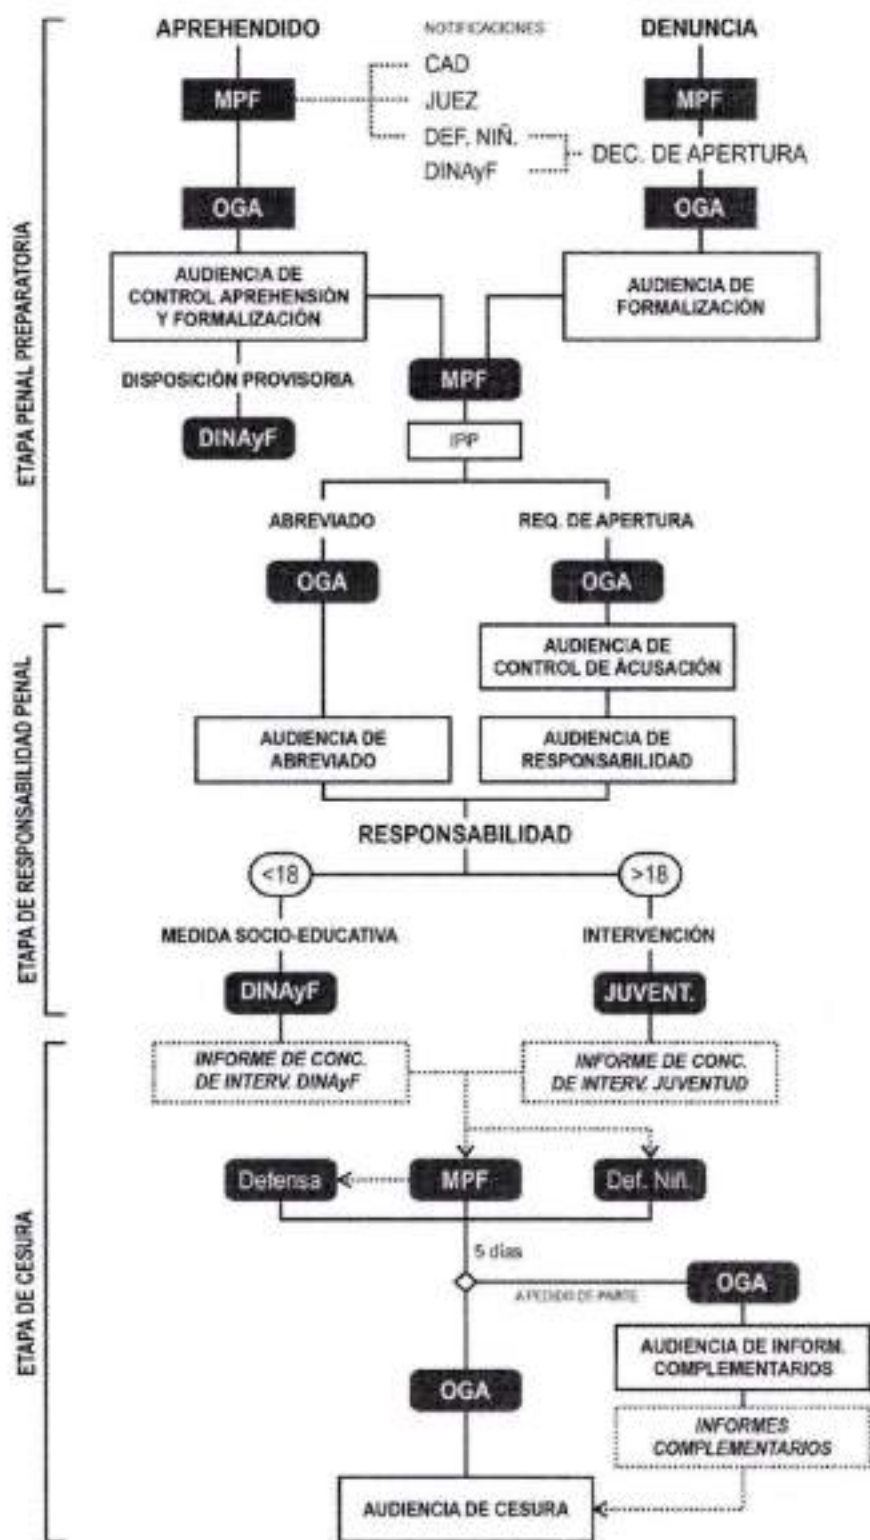 APREHENDIDO
NOTIFICACIONES
DENUNCIA
MPF
CAD
JUEZ
DEF. NIÑ.
DINAyF
MPF
DEC. DE APERTURA
OGA
OGA
AUDIENCIA DE
CONTROL APREHENSIÓN
Y FORMALIZACIÓN
AUDIENCIA DE
FORMALIZACIÓN
DISPOSICIÓN PROVISORIA
MPF
DINAyF
IPP
ABREVIADO
REQ. DE APERTURA
OGA
OGA
ETAPA PENAL PREPARATORIA
AUDIENCIA DE
CONTROL DE ACUSACIÓN
AUDIENCIA DE
ABREVIADO
AUDIENCIA DE
RESPONSABILIDAD
RESPONSABILIDAD
<18
>18
MEDIDA SOCIO-EDUCATIVA
INTERVENCIÓN
DINAyF
JUVENT.
ETAPA DE RESPONSABILIDAD PENAL
INFORME DE CONC.
DE INTERV. DINAyF
INFORME DE CONC.
DE INTERV. JUVENTUD
Defensa
MPF
Def. Niñ.
5 días
A PEDIDO DE PARTE
OGA
AUDIENCIA DE INFORM.
COMPLEMENTARIOS
OGA
INFORMES
COMPLEMENTARIOS
AUDIENCIA DE CESURA
ETAPA DE CESURA